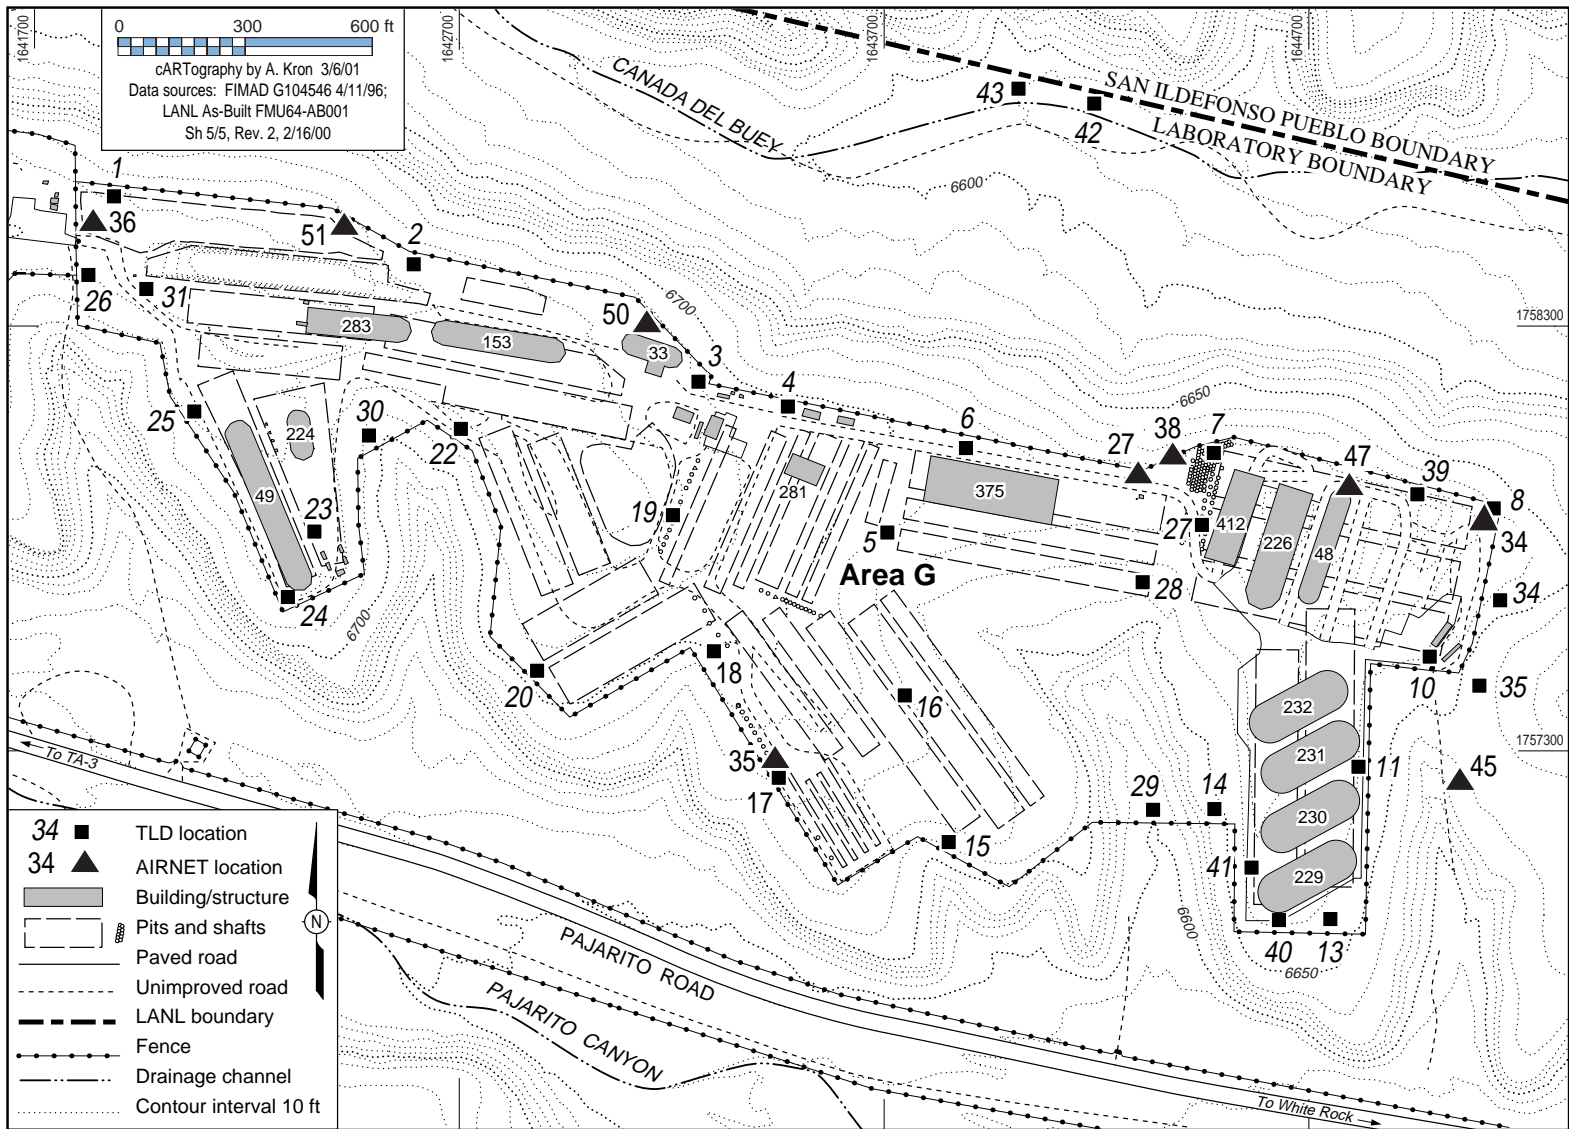 1641700
1642700
1643700
1644700
0 300 600 ft
cARTography by A. Kron 3/6/01
Data sources: FIMAD G104546 4/11/96;
LANL As-Built FMU64-AB001
Sh 5/5, Rev. 2, 2/16/00
CANADA DEL BUEY
43
42
SAN ILDEFONSO PUEBLO BOUNDARY
LABORATORY BOUNDARY
6600
1
36
51
2
26
31
283
153
50
6700
33
3
4
1758300
6650
25
224
30
22
6
27
38
7
47
39
8
49
23
19
281
375
5
Area G
27
412
226
48
34
34
24
6700
28
20
18
16
10
35
232
231
230
229
11
45
1757300
35
17
15
29
14
41
40
13
6600
6650
To TA-3
PAJARITO ROAD
PAJARITO CANYON
To White Rock
34 TLD location
34 AIRNET location
Building/structure
Pits and shafts
Paved road
Unimproved road
LANL boundary
Fence
Drainage channel
Contour interval 10 ft
N